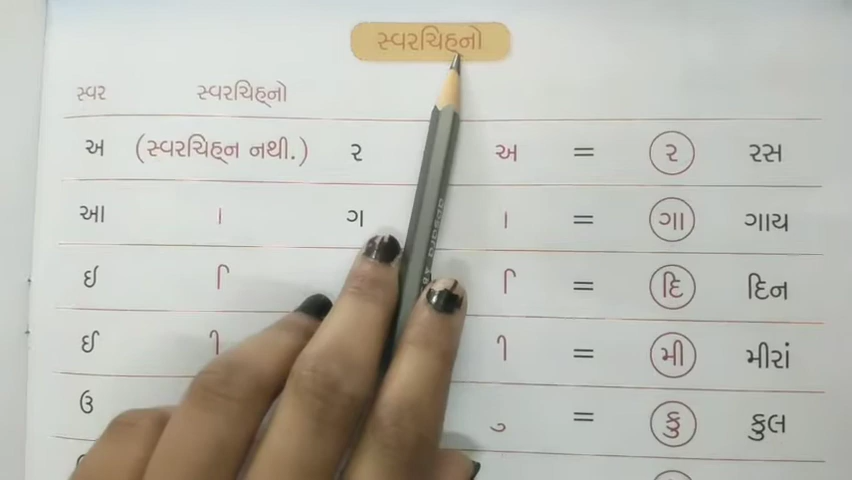 સ્વરચિહ્નો
સ્વર સ્વરચિહ્નો
અ (સ્વરચિહ્ન નથી.) ર અ = ર રસ
આ ા ગ ા = ગા ગાય
ઇ િ િ = દિ દિન
ઈ ી ી = મી મીરાં
ઉ ુ = કુ કુલ